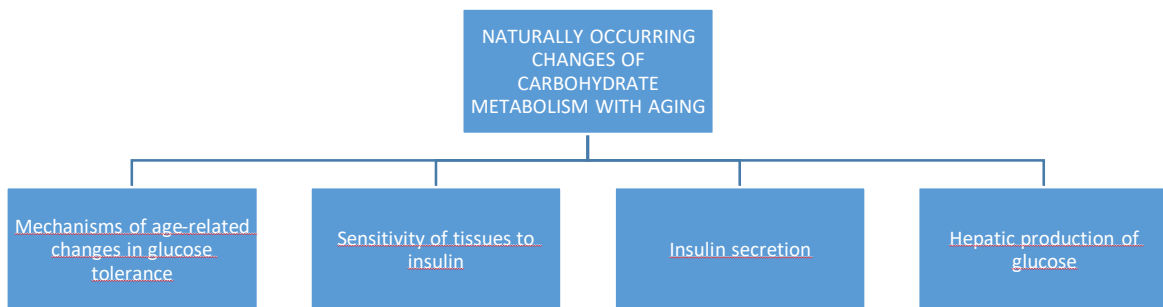 NATURALLY OCCURRING
CHANGES OF
CARBOHYDRATE
METABOLISM WITH AGING
Mechanisms of age-related
changes in glucose
tolerance
Sensitivity of tissues to
insulin
Insulin secretion
Hepatic production of
glucose